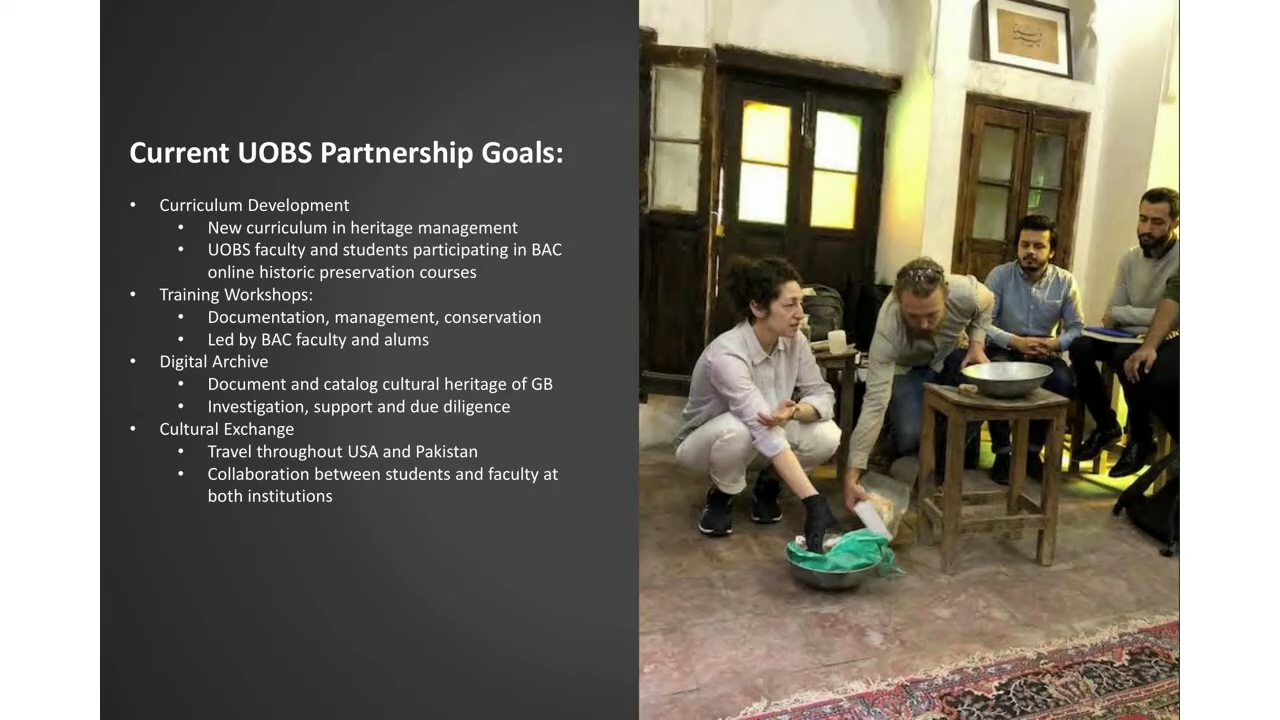 Current UOBS Partnership Goals:
• Curriculum Development
• New curriculum in heritage management
• UOBS faculty and students participating in BAC
online historic preservation courses
• Training Workshops:
• Documentation, management, conservation
• Led by BAC faculty and alums
• Digital Archive
• Document and catalog cultural heritage of GB
• Investigation, support and due diligence
• Cultural Exchange
• Travel throughout USA and Pakistan
• Collaboration between students and faculty at
both institutions